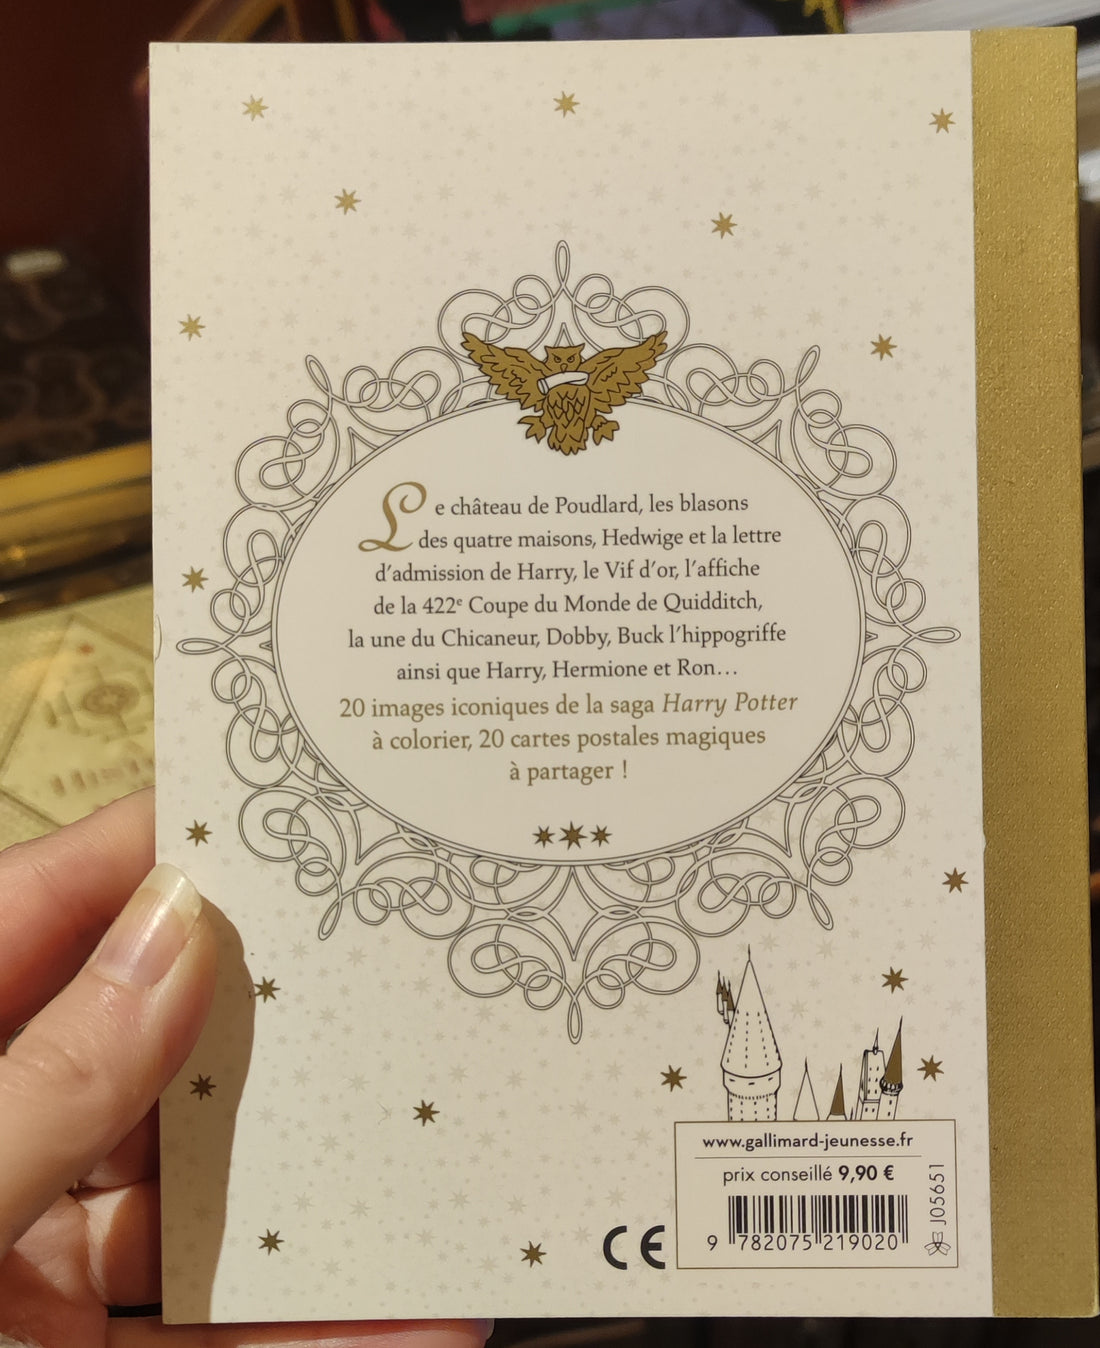 Le château de Poudlard, les blasons
des quatre maisons, Hedwige et la lettre
d'admission de Harry, le Vif d'or, l'affiche
de la 422e Coupe du Monde de Quidditch,
la une du Chicaneur, Dobby, Buck l'hippogriffe
ainsi que Harry, Hermione et Ron...
20 images iconiques de la saga Harry Potter
à colorier, 20 cartes postales magiques
à partager !
www.gallimard-jeunesse.fr
prix conseillé 9,90 €
J05651
CE
9 782075 219020